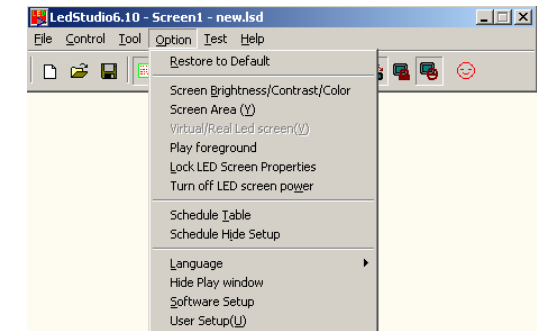 LedStudio6.10 - Screen1 - new.lsd
File Control Tool Option Test Help
Restore to Default
Screen Brightness/Contrast/Color
Screen Area (Y)
Virtual/Real Led screen(V)
Play foreground
Lock LED Screen Properties
Turn off LED screen power
Schedule Table
Schedule Hide Setup
Language
Hide Play window
Software Setup
User Setup(U)